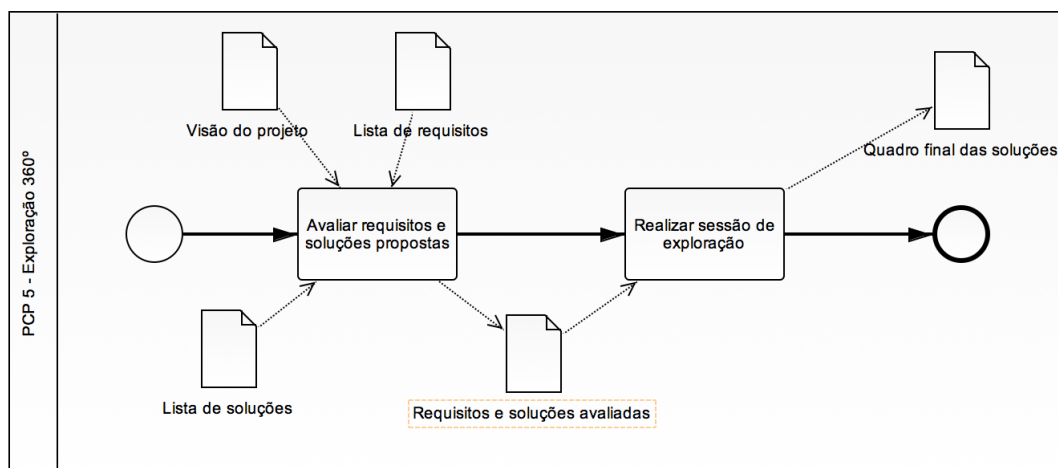 PCP 5 - Exploração 360º
Visão do projeto
Lista de requisitos
Quadro final das soluções
Avaliar requisitos e
soluções propostas
Realizar sessão de
exploração
Lista de soluções
Requisitos e soluções avaliadas